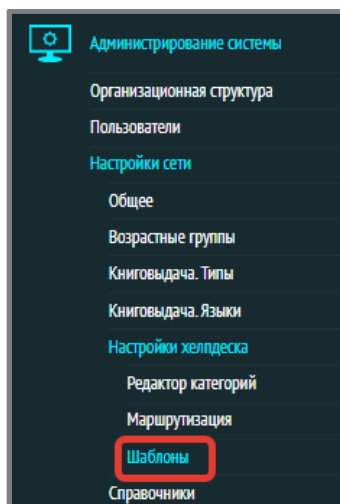 Администрирование системы
Организационная структура
Пользователи
Настройки сети
Общее
Возрастные группы
Книговыдача. Типы
Книговыдача. Языки
Настройки хелпдеска
Редактор категорий
Маршрутизация
Шаблоны
Справочники